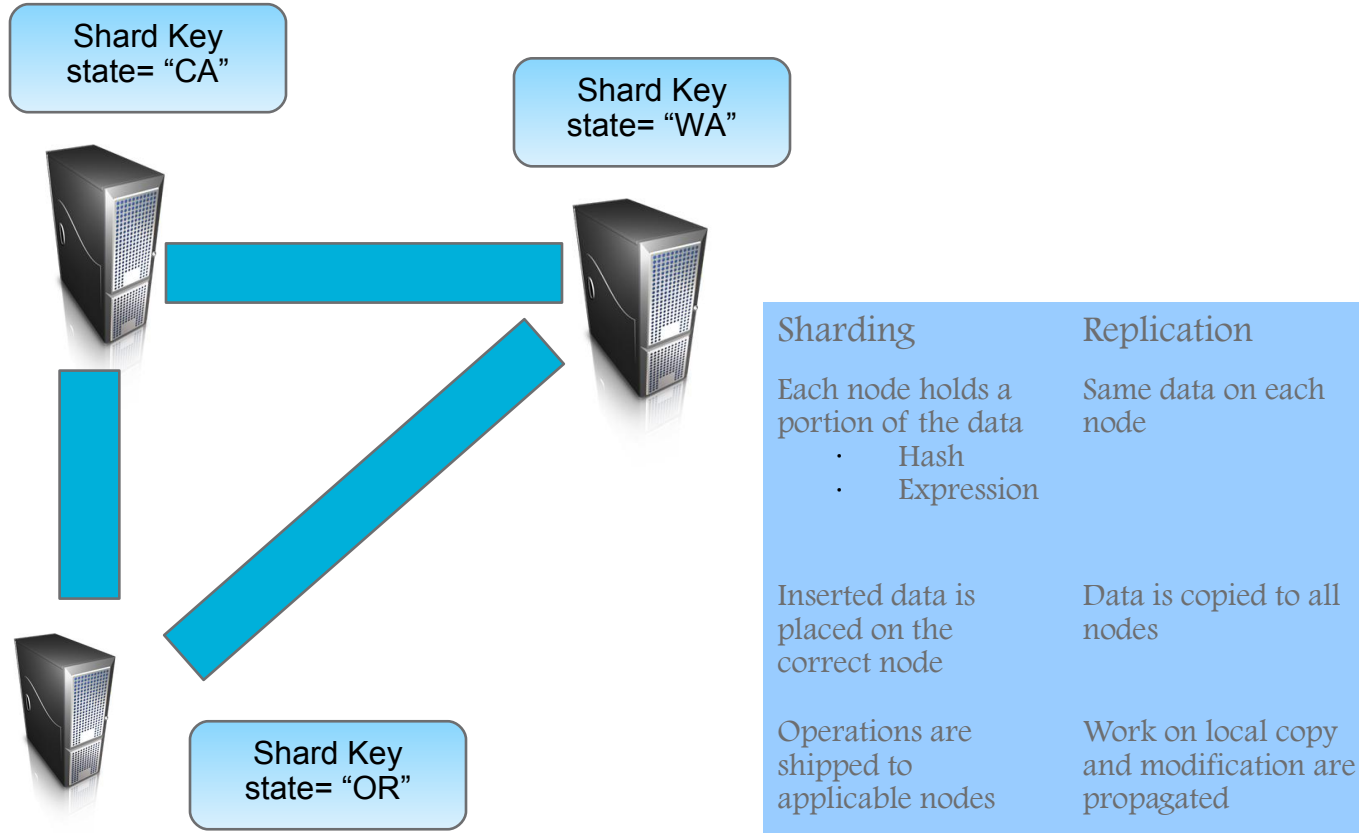 Shard Key
state= “CA”
Shard Key
state= “WA”
Shard Key
state= “OR”
Sharding
Replication
Each node holds a
portion of the data
· Hash
· Expression
Same data on each
node
Inserted data is
placed on the
correct node
Data is copied to all
nodes
Operations are
shipped to
applicable nodes
Work on local copy
and modification are
propagated